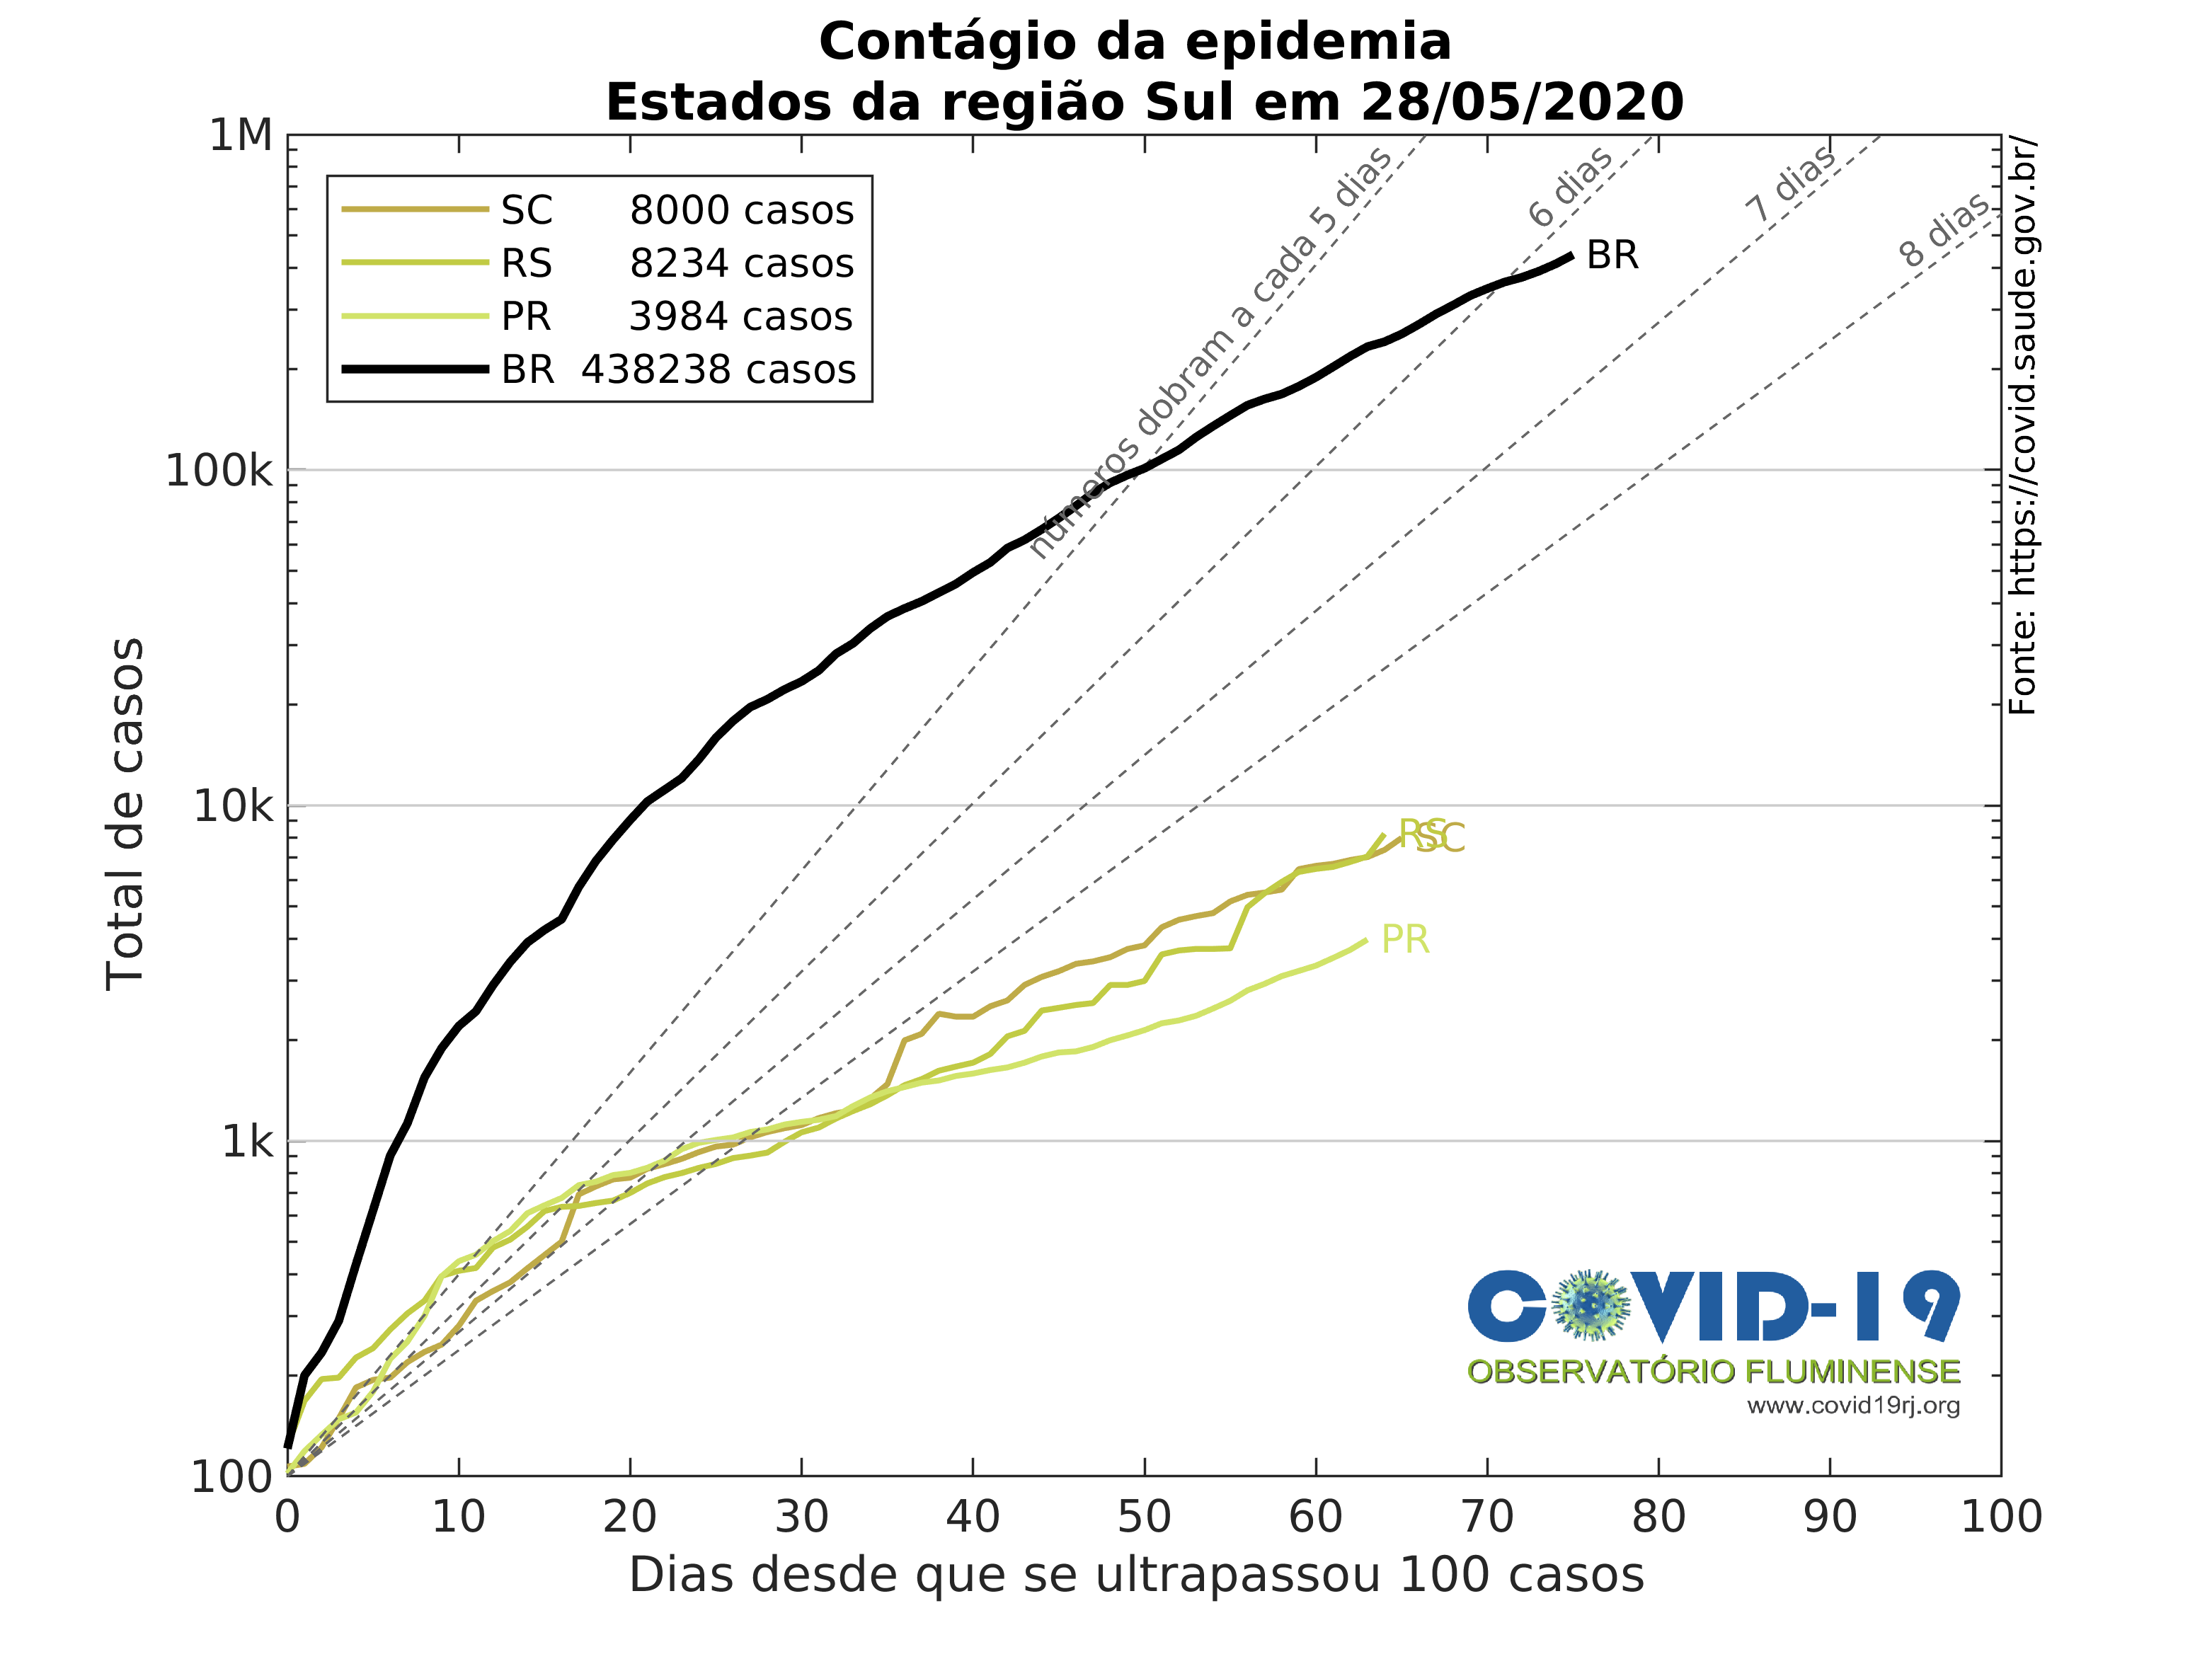 Contágio da epidemia
Estados da região Sul em 28/05/2020
1M
100k
10k
1k
100
Total de casos
SC 8000 casos
RS 8234 casos
PR 3984 casos
BR 438238 casos
números dobram a cada 5 dias
6 dias
7 dias
8 dias
BR
RS
SC
PR
Fonte: https://covid.saude.gov.br/
COVID-19
OBSERVATÓRIO FLUMINENSE
www.covid19rj.org
0 10 20 30 40 50 60 70 80 90 100
Dias desde que se ultrapassou 100 casos